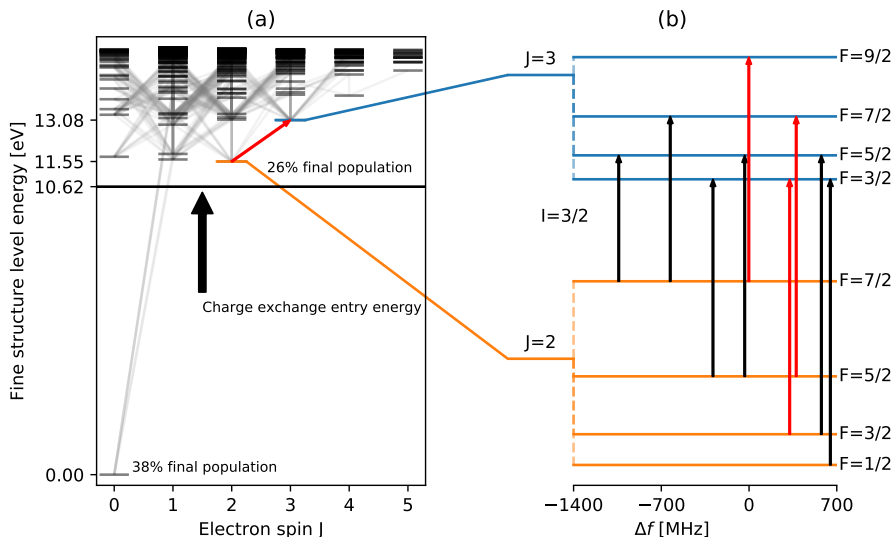 (a)
(b)
Fine structure level energy [eV]
13.08
11.55
10.62
0.00
26% final population
Charge exchange entry energy
38% final population
0 1 2 3 4 5
Electron spin J
J=3
I=3/2
J=2
F=9/2
F=7/2
F=5/2
F=3/2
F=7/2
F=5/2
F=3/2
F=1/2
−1400 −700 0 700
Δf [MHz]